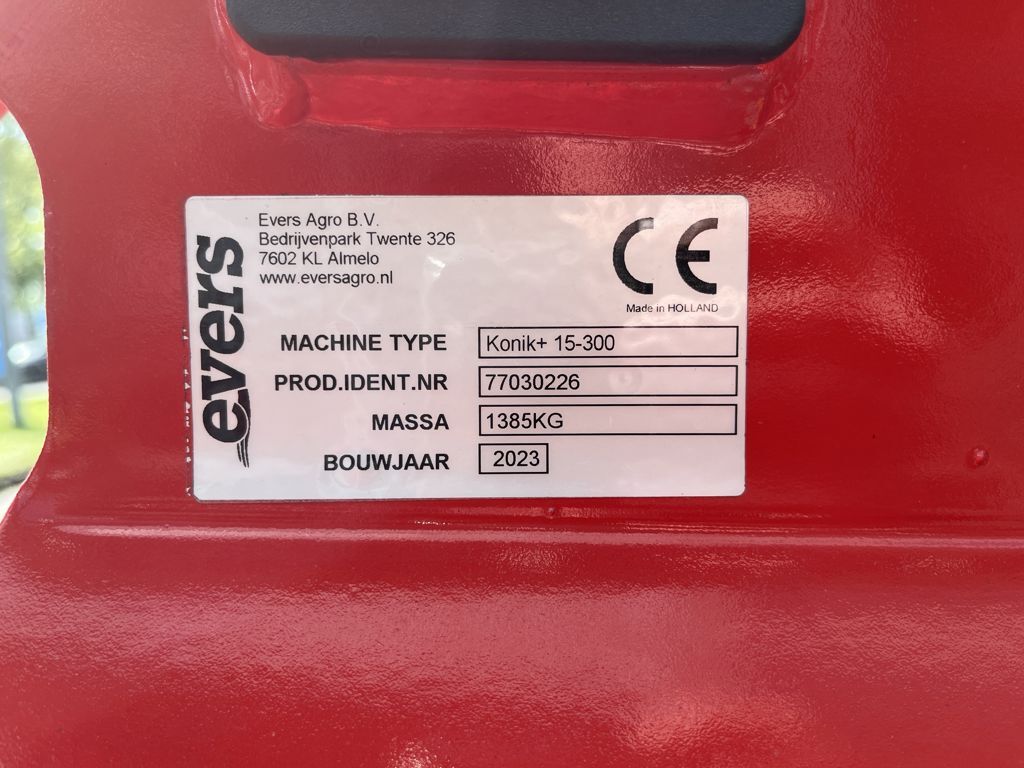 evers
Evers Agro B.V.
Bedrijvenpark Twente 326
7602 KL Almelo
www.eversagro.nl
CE
Made in HOLLAND
MACHINE TYPE Konik+ 15-300
PROD.IDENT.NR 77030226
MASSA 1385KG
BOUWJAAR 2023